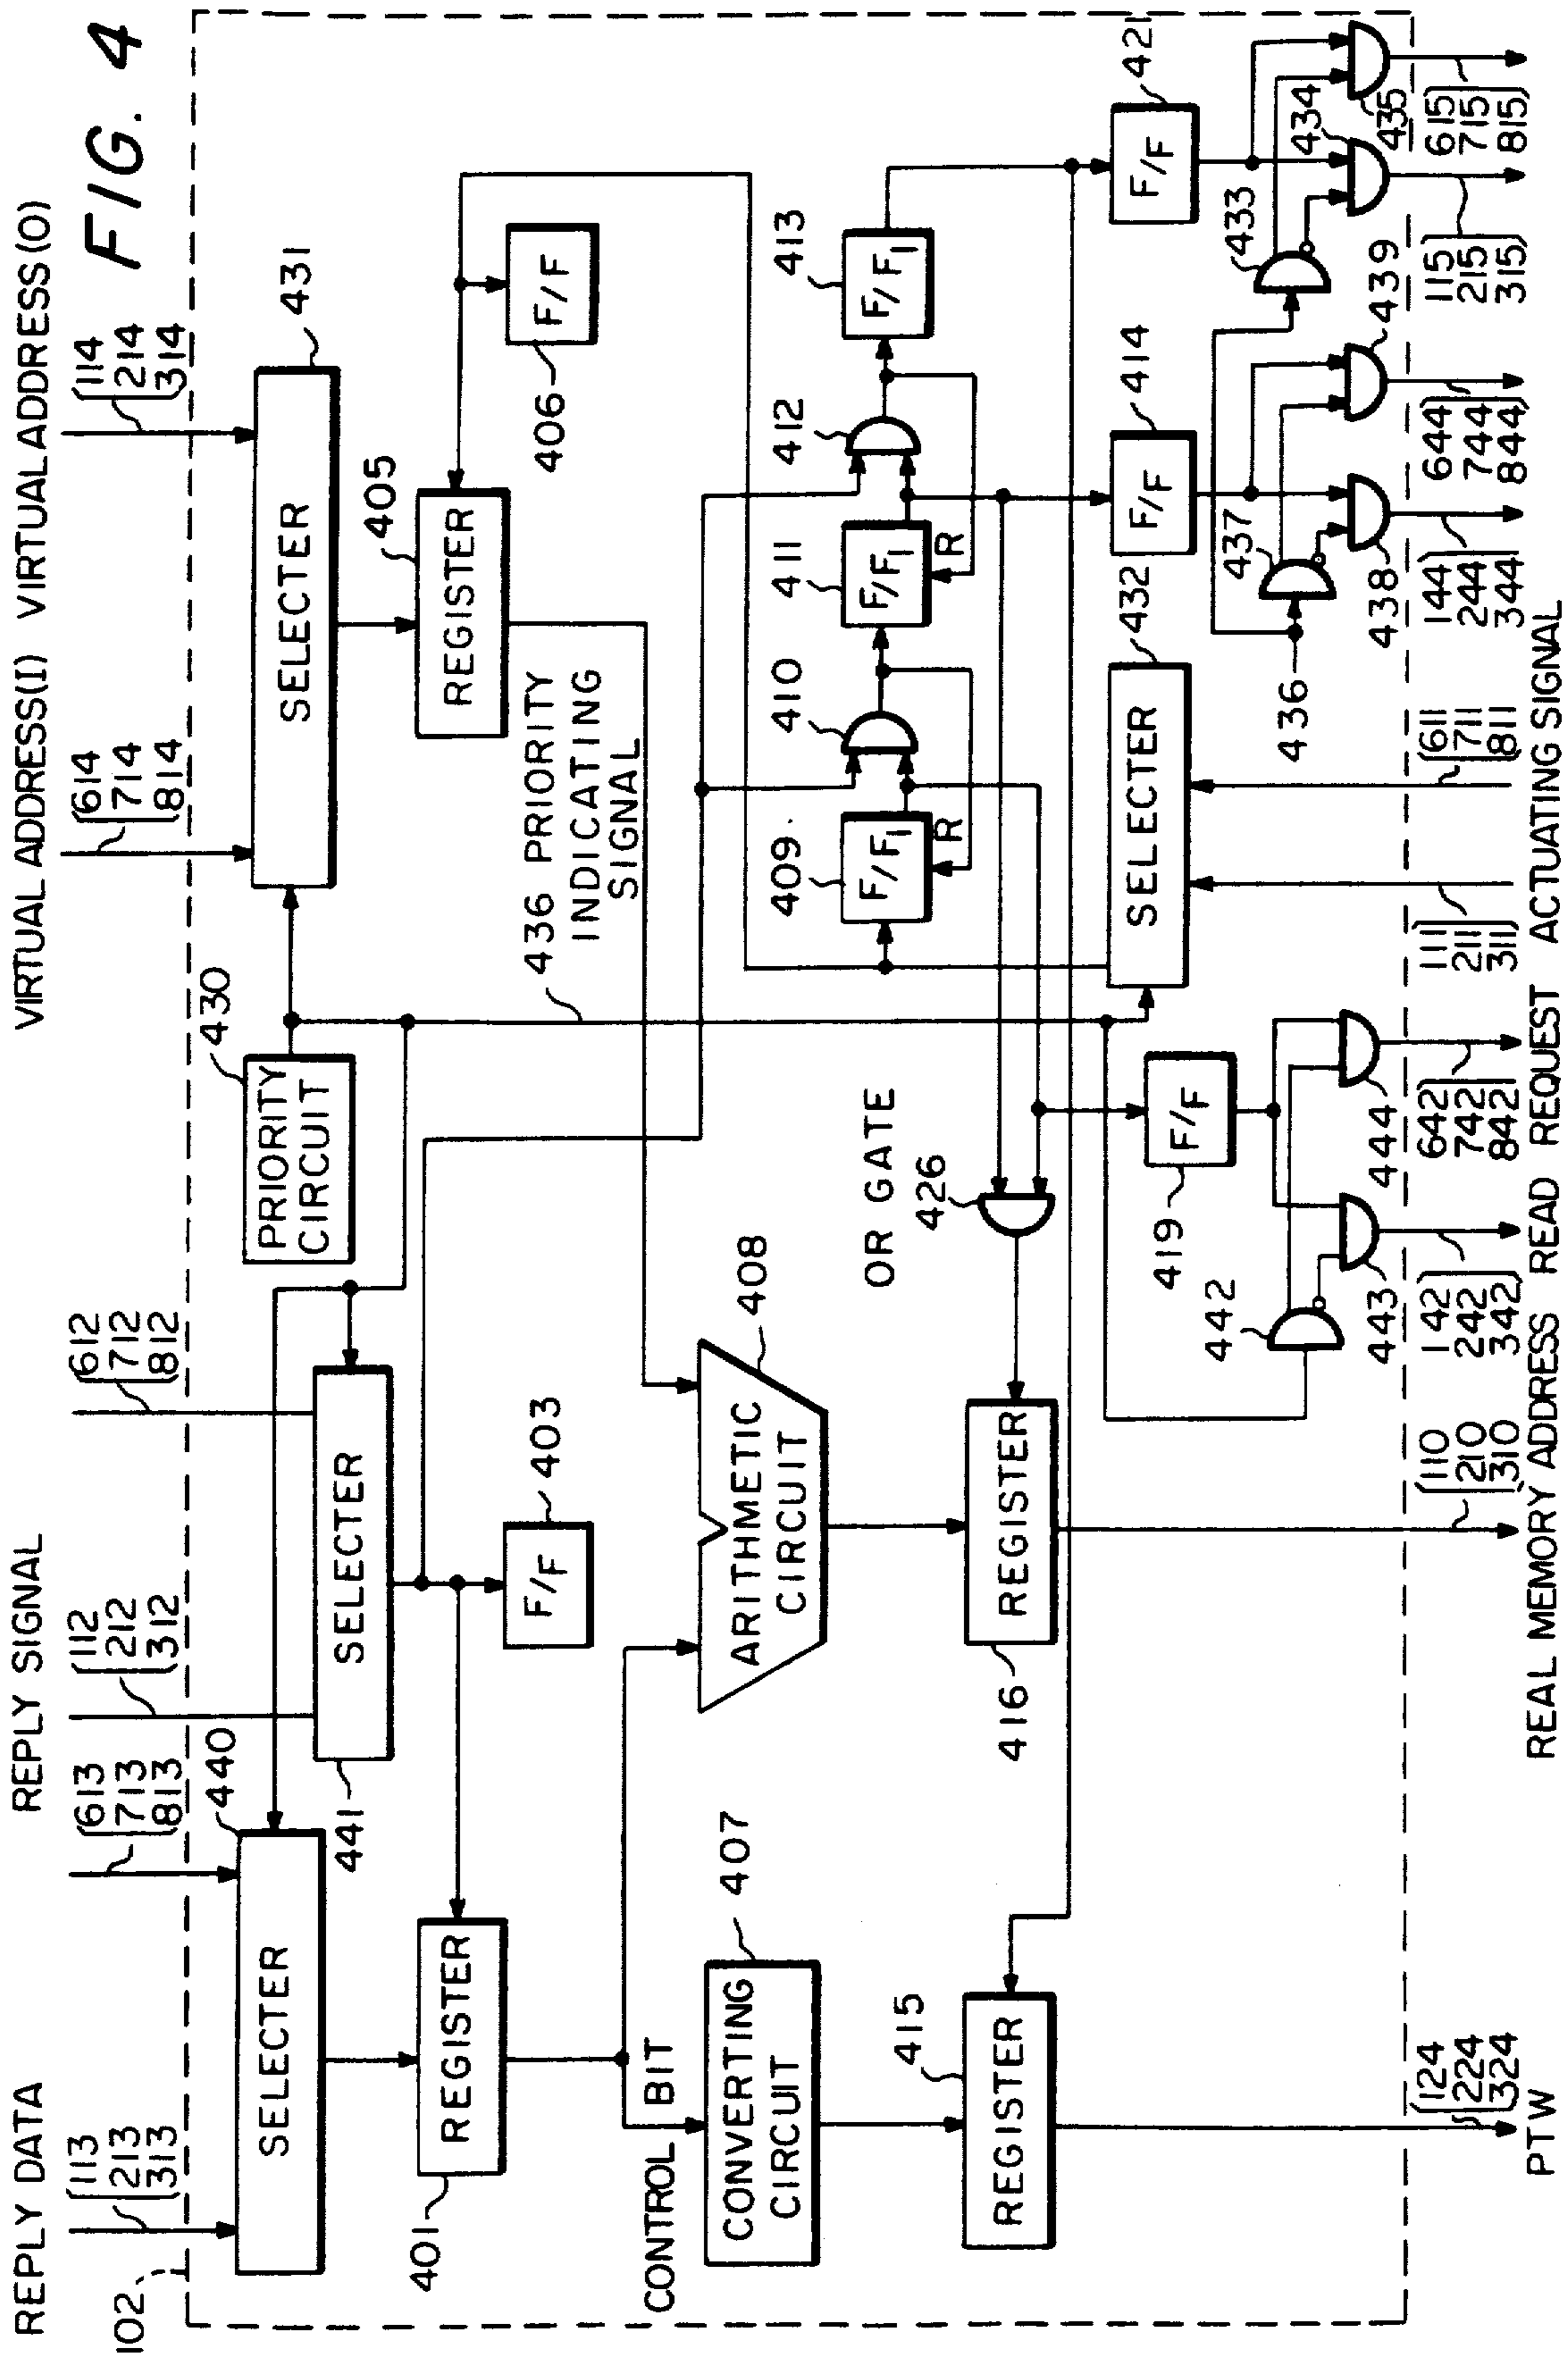 FIG. 4
REPLY DATA
REPLY SIGNAL
VIRTUAL ADDRESS(I)
VIRTUAL ADDRESS(O)
102
113
213
313
613
713
813
112
212
312
612
712
812
614
714
814
114
214
314
440
SELECTER
441
SELECTER
PRIORITY
CIRCUIT
430
SELECTER
431
401
REGISTER
F/F
403
436 PRIORITY
INDICATING
SIGNAL
REGISTER
405
406
F/F
CONTROL BIT
CONVERTING
CIRCUIT
407
ARITHMETIC
CIRCUIT
408
OR GATE
426
409
F/F1
R
410
411
F/F1
R
412
413
F/F1
415
REGISTER
416
REGISTER
419
F/F
SELECTER
432
F/F
414
F/F
421
442
443
444
436
437
438
439
433
434
435
124
224
324
110
210
310
142
242
342
642
742
842
111
211
311
611
711
811
144
244
344
644
744
844
115
215
315
615
715
815
PTW
REAL MEMORY ADDRESS
READ REQUEST
ACTUATING SIGNAL